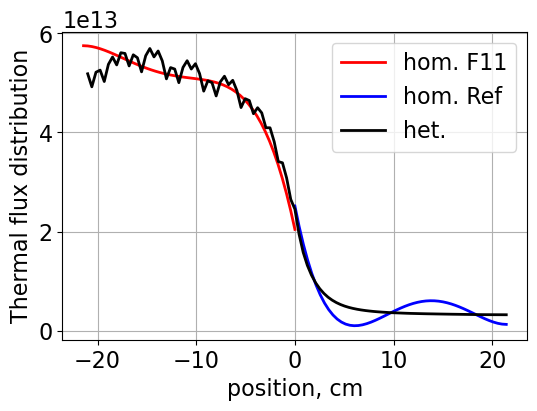 1e13
6
4
2
0
Thermal flux distribution
hom. F11
hom. Ref
het.
−20
−10
0
10
20
position, cm